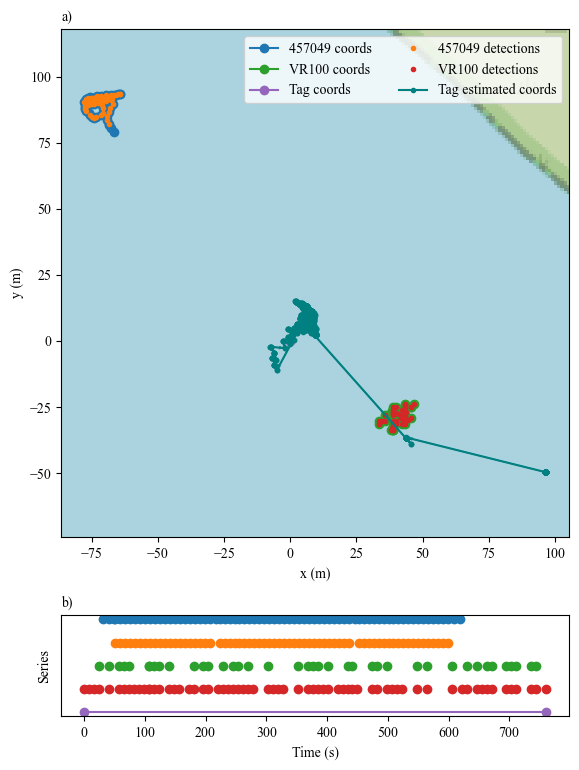 a)
457049 coords
457049 detections
VR100 coords
VR100 detections
Tag coords
Tag estimated coords
100
75
50
25
0
−25
−50
y (m)
−75
−50
−25
0
25
50
75
100
x (m)
b)
Series
0
100
200
300
400
500
600
700
Time (s)